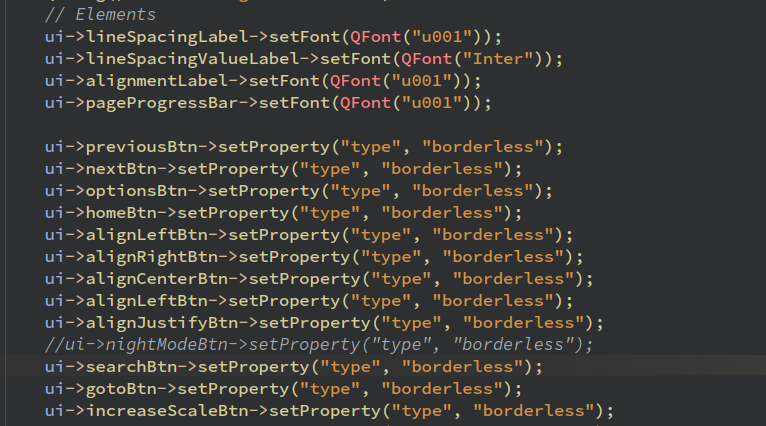 // Elements
ui->lineSpacingLabel->setFont(QFont("u001"));
ui->lineSpacingValueLabel->setFont(QFont("Inter"));
ui->alignmentLabel->setFont(QFont("u001"));
ui->pageProgressBar->setFont(QFont("u001"));
ui->previousBtn->setProperty("type", "borderless");
ui->nextBtn->setProperty("type", "borderless");
ui->optionsBtn->setProperty("type", "borderless");
ui->homeBtn->setProperty("type", "borderless");
ui->alignLeftBtn->setProperty("type", "borderless");
ui->alignRightBtn->setProperty("type", "borderless");
ui->alignCenterBtn->setProperty("type", "borderless");
ui->alignLeftBtn->setProperty("type", "borderless");
ui->alignJustifyBtn->setProperty("type", "borderless");
//ui->nightModeBtn->setProperty("type", "borderless");
ui->searchBtn->setProperty("type", "borderless");
ui->gotoBtn->setProperty("type", "borderless");
ui->increaseScaleBtn->setProperty("type", "borderless");